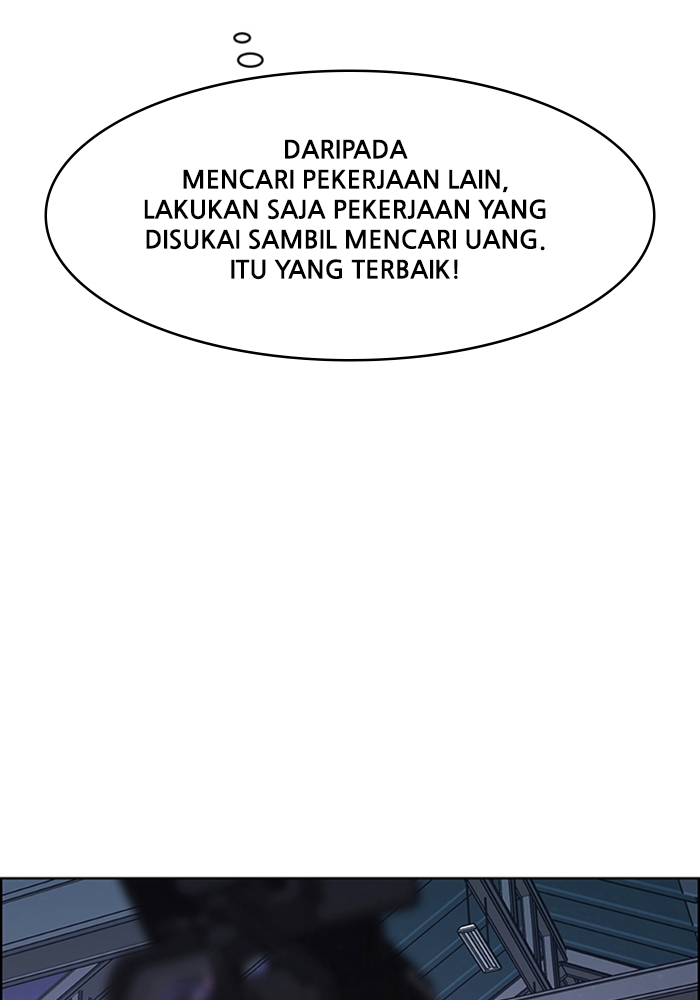 DARIPADA
MENCARI PEKERJAAN LAIN,
LAKUKAN SAJA PEKERJAAN YANG
DISUKAI SAMBIL MENCARI UANG.
ITU YANG TERBAIK!